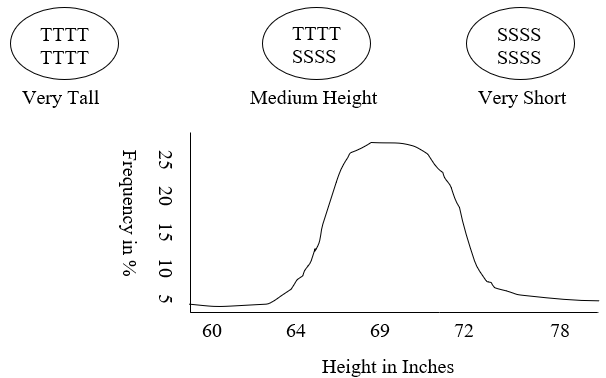 TTTT
TTTT
TTTT
SSSS
SSSS
SSSS
Very Tall
Medium Height
Very Short
Frequency in %
25
20
15
10
5
60 64 69 72 78
Height in Inches